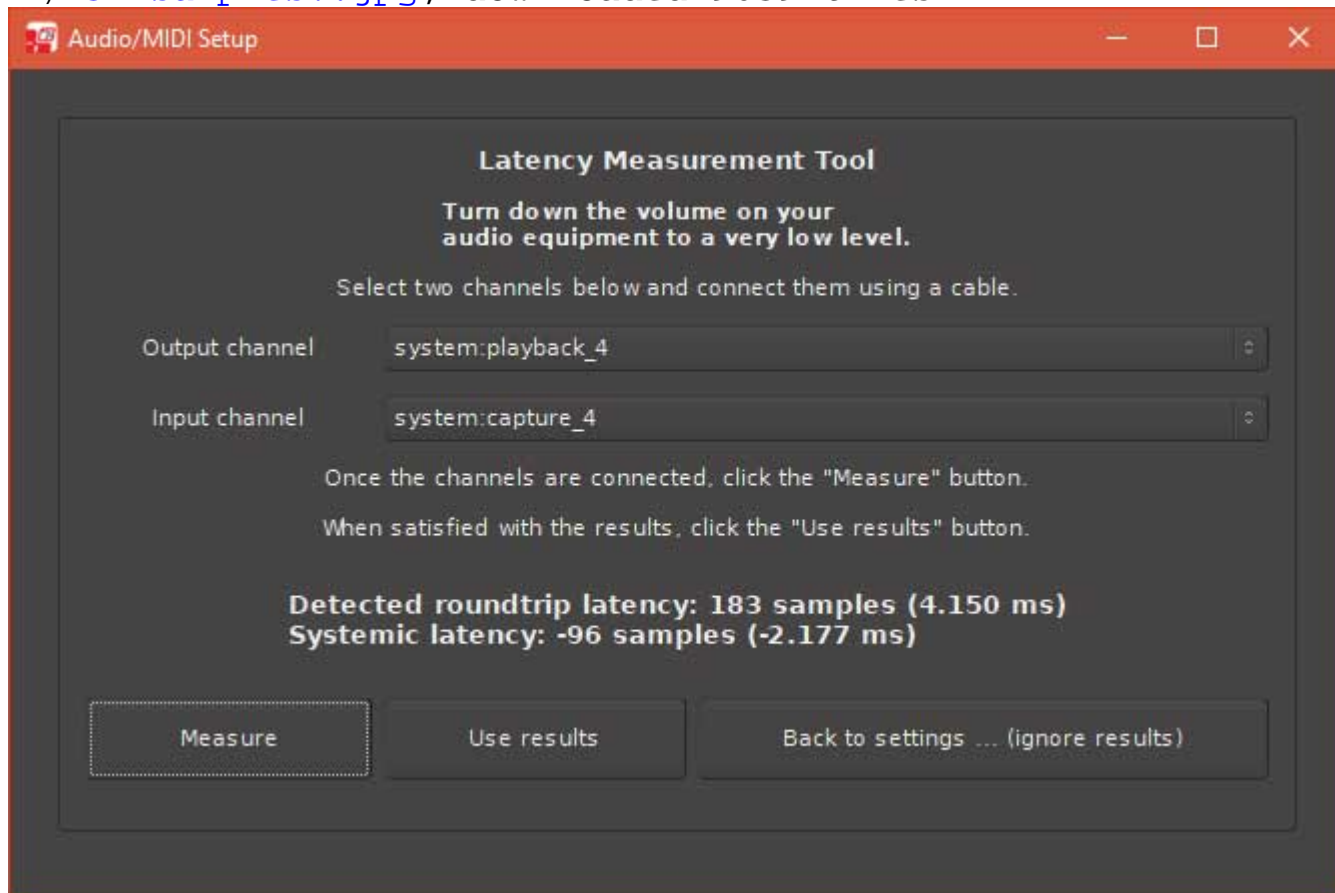 Audio/MIDI Setup
Latency Measurement Tool
Turn down the volume on your
audio equipment to a very low level.
Select two channels below and connect them using a cable.
Output channel system:playback_4
Input channel system:capture_4
Once the channels are connected, click the "Measure" button.
When satisfied with the results, click the "Use results" button.
Detected roundtrip latency: 183 samples (4.150 ms)
Systemic latency: -96 samples (-2.177 ms)
Measure Use results Back to settings ... (ignore results)